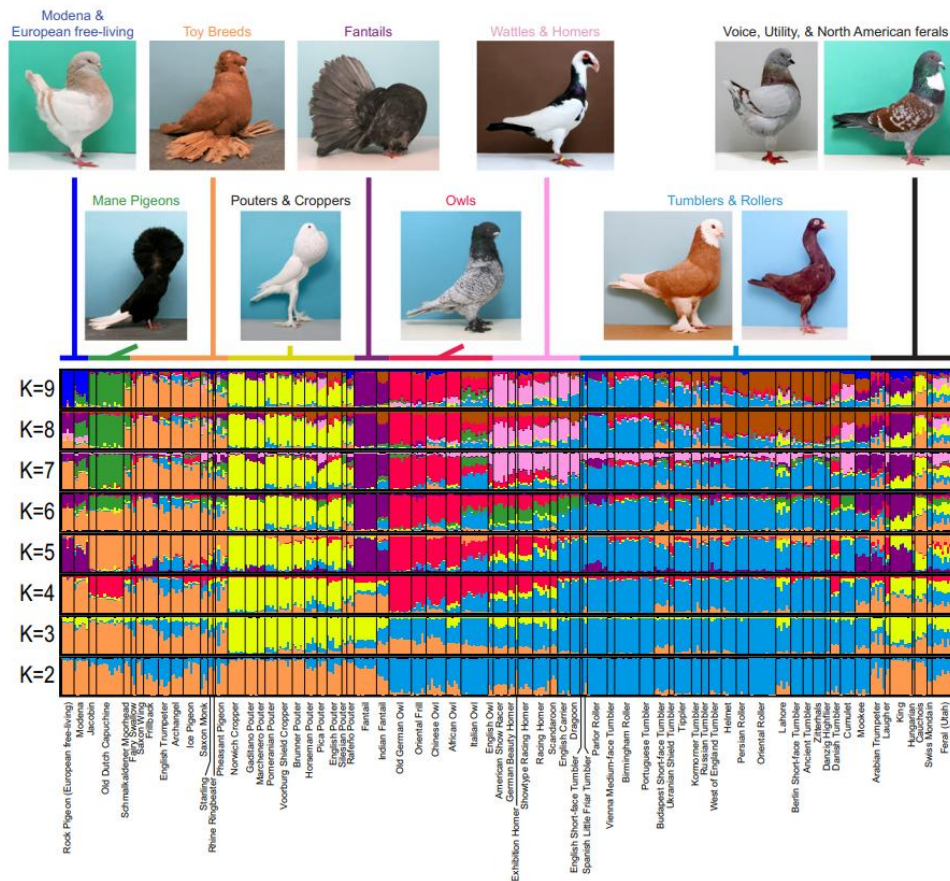 Modena &
European free-living
Toy Breeds
Fantails
Wattles & Homers
Voice, Utility, & North American ferals
Mane Pigeons
Pouters & Croppers
Owls
Tumblers & Rollers
K=9
K=8
K=7
K=6
K=5
K=4
K=3
K=2
Rock Pigeon (European free-living)
Modena
Jacobin
Old Dutch Capuchine
Schmalkaldener Moorhead
Fairy Swallow
Saxon Wing
Frillback
English Trumpeter
Archangel
Ice Pigeon
Starling
Saxon Monk
Rhine Ringbeater
Pheasant Pigeon
Norwich Cropper
Gaditano Pouter
Marchenero Pouter
Pomeranian Pouter
Voorburg Shield Cropper
Brunner Pouter
Horseman Pouter
Pica Pouter
English Pouter
Silesian Pouter
Rafeño Pouter
Fantail
Indian Fantail
Old German Owl
Oriental Frill
Chinese Owl
African Owl
Italian Owl
English Owl
American Show Racer
German Beauty Homer
Exhibition Homer
Showtype Racing Homer
Racing Homer
Scandaroon
English Carrier
Dragoon
English Short-face Tumbler
Spanish Little Friar Tumbler
Parlor Roller
Vienna Medium-face Tumbler
Birmingham Roller
Portuguese Tumbler
Budapest Short-face Tumbler
Ukranian Shield Tumbler
Tippler
Kormorner Tumbler
Russian Tumbler
West of England Tumbler
Helmet
Persian Roller
Oriental Roller
Lahore
Berlin Short-face Tumbler
Ancient Tumbler
Zitterhals
Danzig Highflier
Danish Tumbler
Cumulet
Mookee
Arabian Trumpeter
Laugher
King
Hungarian
Cauchois
Swiss Mondain
Feral (Utah)